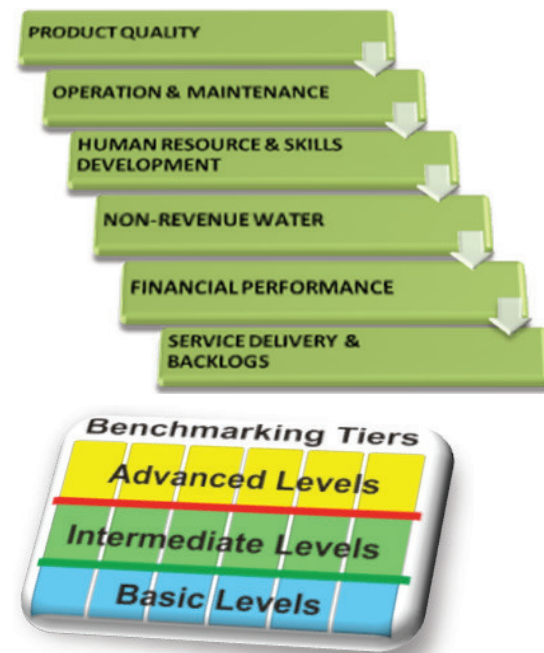 PRODUCT QUALITY
OPERATION & MAINTENANCE
HUMAN RESOURCE & SKILLS
DEVELOPMENT
NON-REVENUE WATER
FINANCIAL PERFORMANCE
SERVICE DELIVERY &
BACKLOGS
Benchmarking Tiers
Advanced Levels
Intermediate Levels
Basic Levels